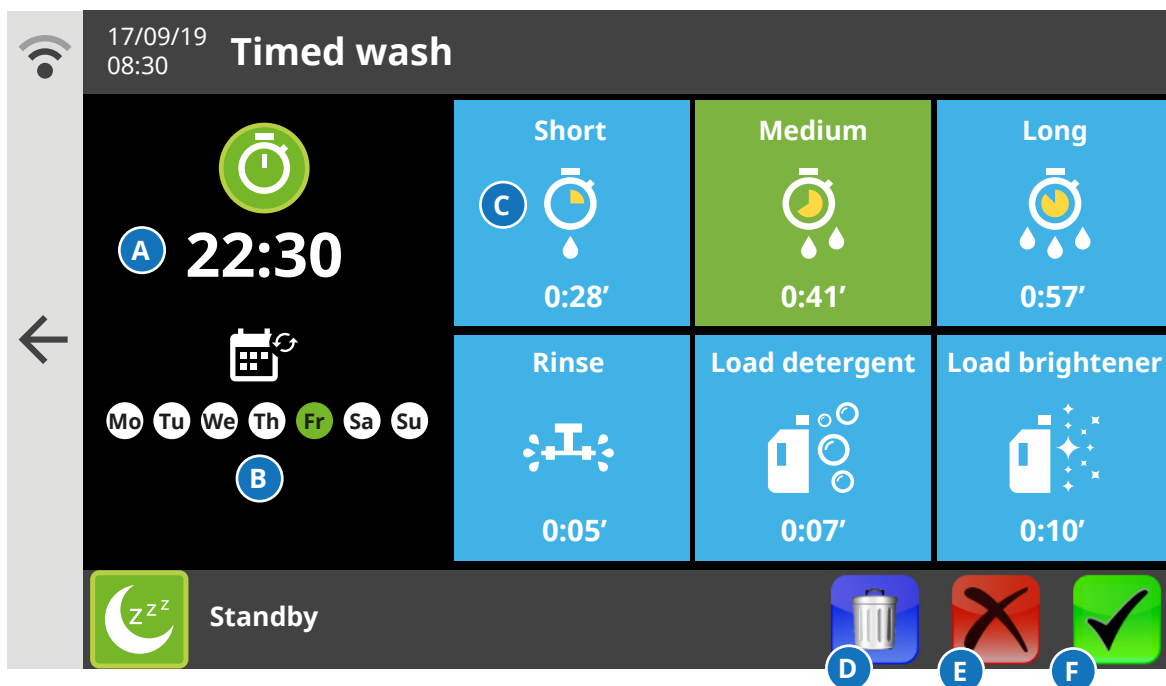 17/09/19
08:30
Timed wash
A
22:30
Mo Tu We Th Fr Sa Su
B
Short
C
0:28’
Medium
0:41’
Long
0:57’
Rinse
0:05’
Load detergent
0:07’
Load brightener
0:10’
zzz
Standby
D
E
F